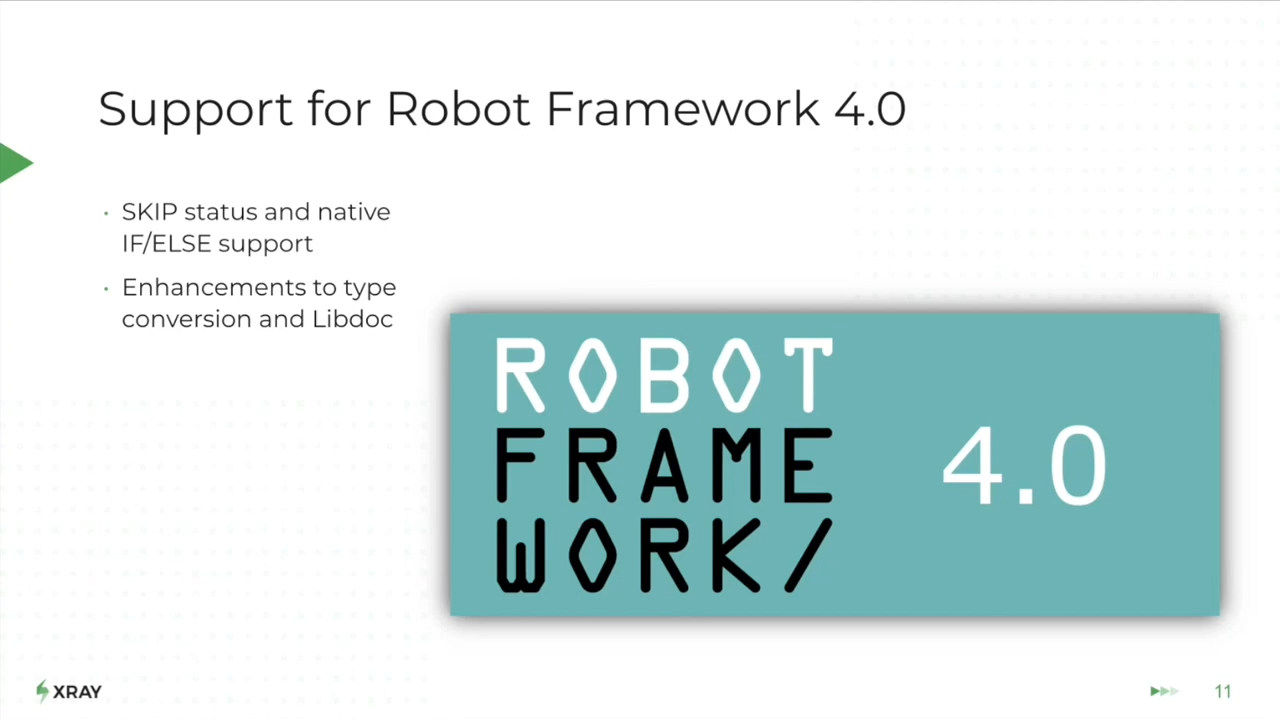 Support for Robot Framework 4.0
· SKIP status and native
IF/ELSE support
· Enhancements to type
conversion and Libdoc
ROBOT
FRAME
WORK/
4.0
XRAY
11